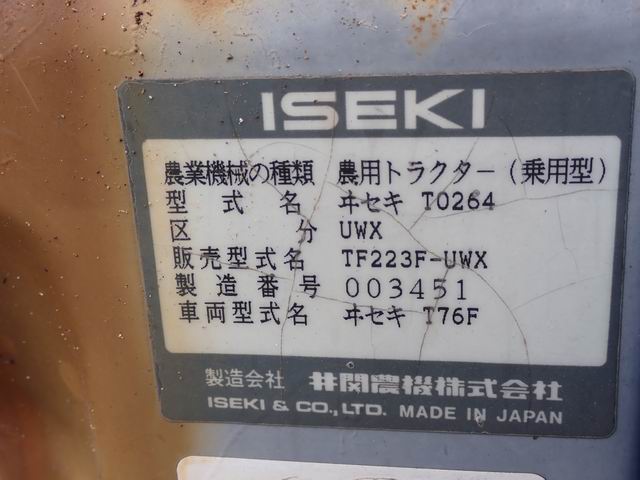 ISEKI
農業機械の種類 農用トラクター(乗用型)
型式名 ヰセキ TO264
区分 UWX
販売型式名 TF223F-UWX
製造番号 003451
車両型式名 ヰセキ T76F
製造会社 井関農機株式会社
ISEKI & CO.,LTD. MADE IN JAPAN